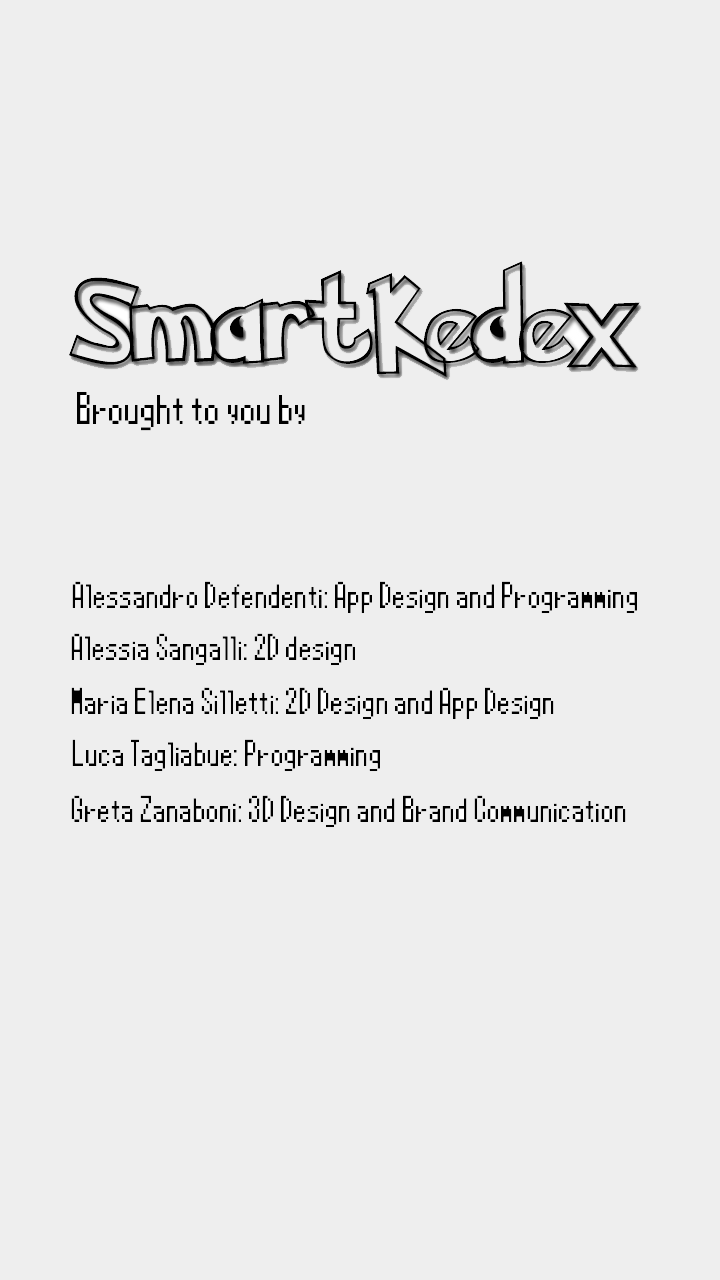 SmartKedex
Brought to you by
Alessandro Defendenti: App Design and Programming
Alessia Sangalli: 2D design
Maria Elena Silletti: 2D Design and App Design
Luca Tagliabue: Programming
Greta Zanaboni: 3D Design and Brand Communication